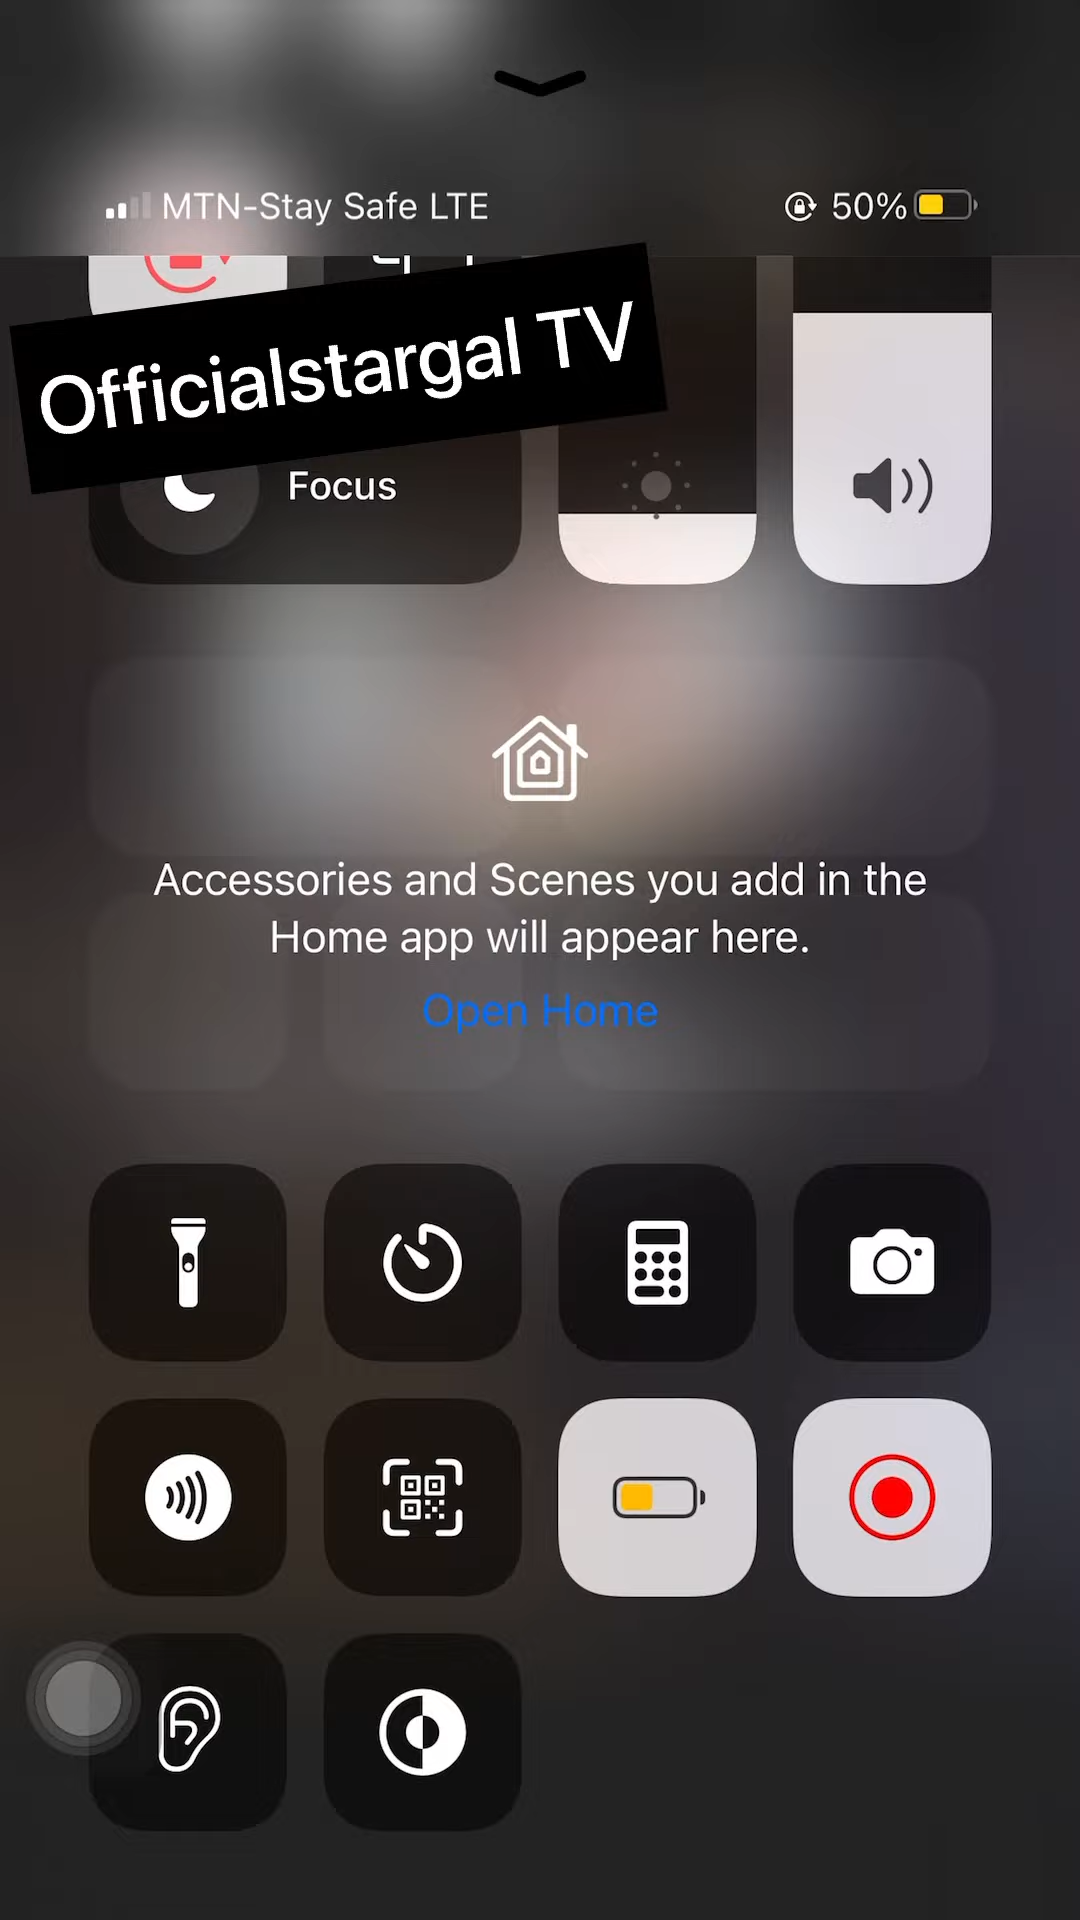 MTN-Stay Safe LTE
50%
Officialstargal TV
Focus
Accessories and Scenes you add in the
Home app will appear here.
Open Home